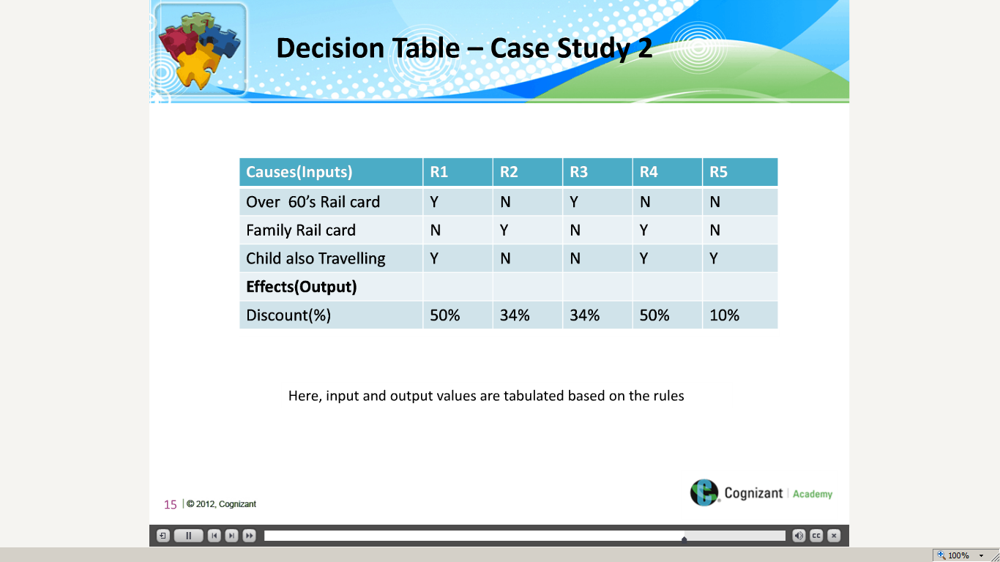 Decision Table – Case Study 2
Causes(Inputs) R1 R2 R3 R4 R5
Over 60’s Rail card Y N Y N N
Family Rail card N Y N Y N
Child also Travelling Y N N Y Y
Effects(Output)
Discount(%) 50% 34% 34% 50% 10%
Here, input and output values are tabulated based on the rules
Cognizant | Academy
15 | © 2012, Cognizant
CC
100%